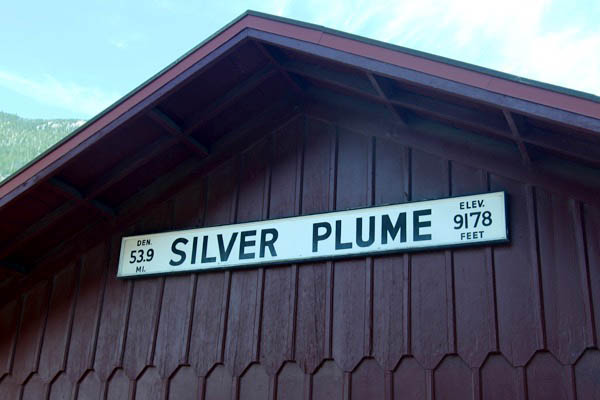 DEN.
53.9
MI.
SILVER PLUME
ELEV.
9178
FEET